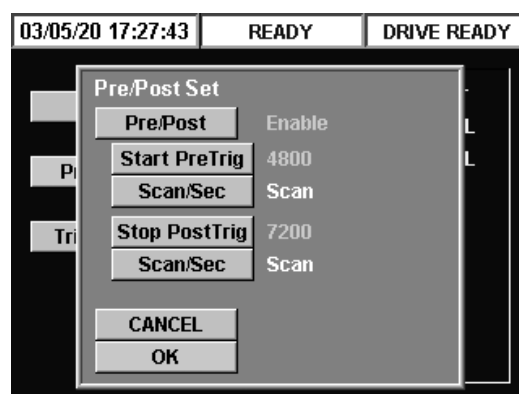 03/05/20 17:27:43 READY DRIVE READY
Pre/Post Set
Pre/Post Enable
Start PreTrig 4800
Scan/Sec Scan
Stop PostTrig 7200
Scan/Sec Scan
CANCEL
OK